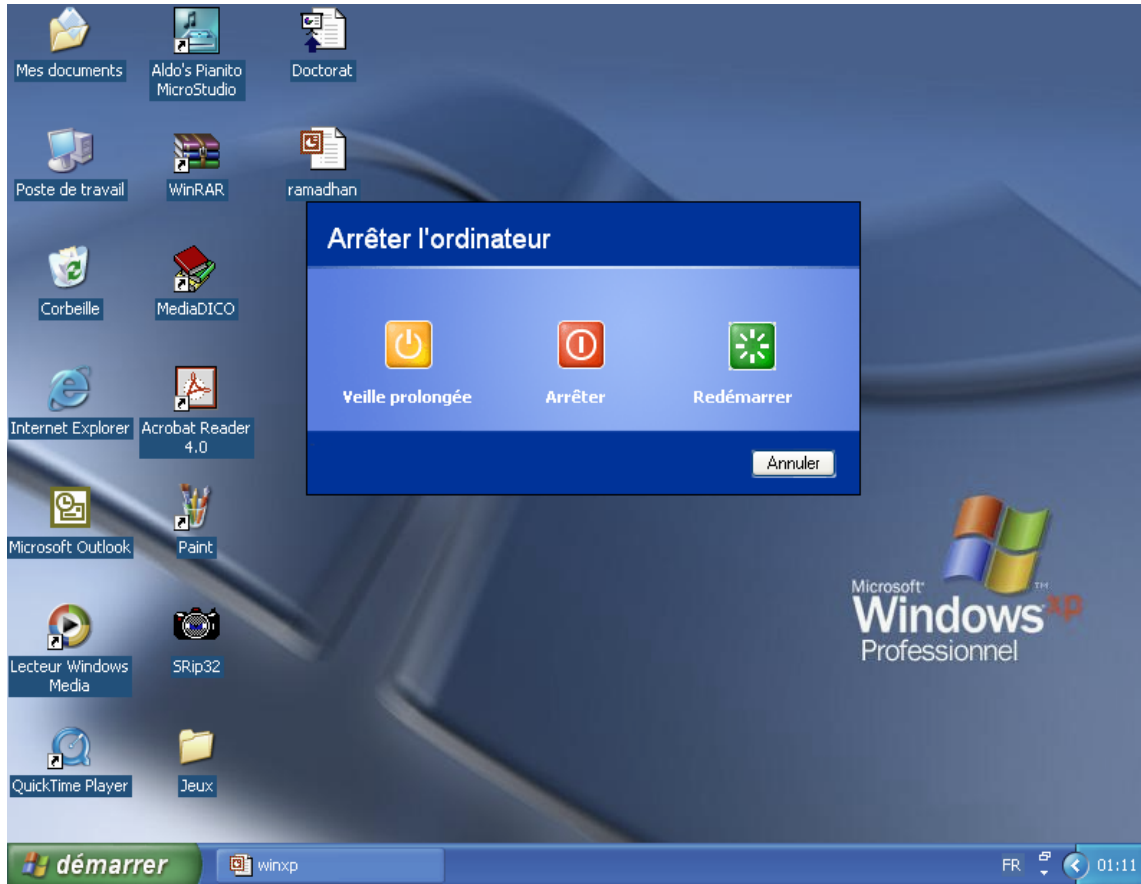 Mes documents
Aldo's Pianito
MicroStudio
Doctorat
Poste de travail
WinRAR
ramadhan
Corbeille
MediaDICO
Internet Explorer
Acrobat Reader
4.0
Microsoft Outlook
Paint
Lecteur Windows
Media
SRip32
QuickTime Player
Jeux
Arrêter l'ordinateur
Veille prolongée
Arrêter
Redémarrer
Annuler
Microsoft
Windows xp
TM
Professionnel
démarrer
winxp
FR
01:11